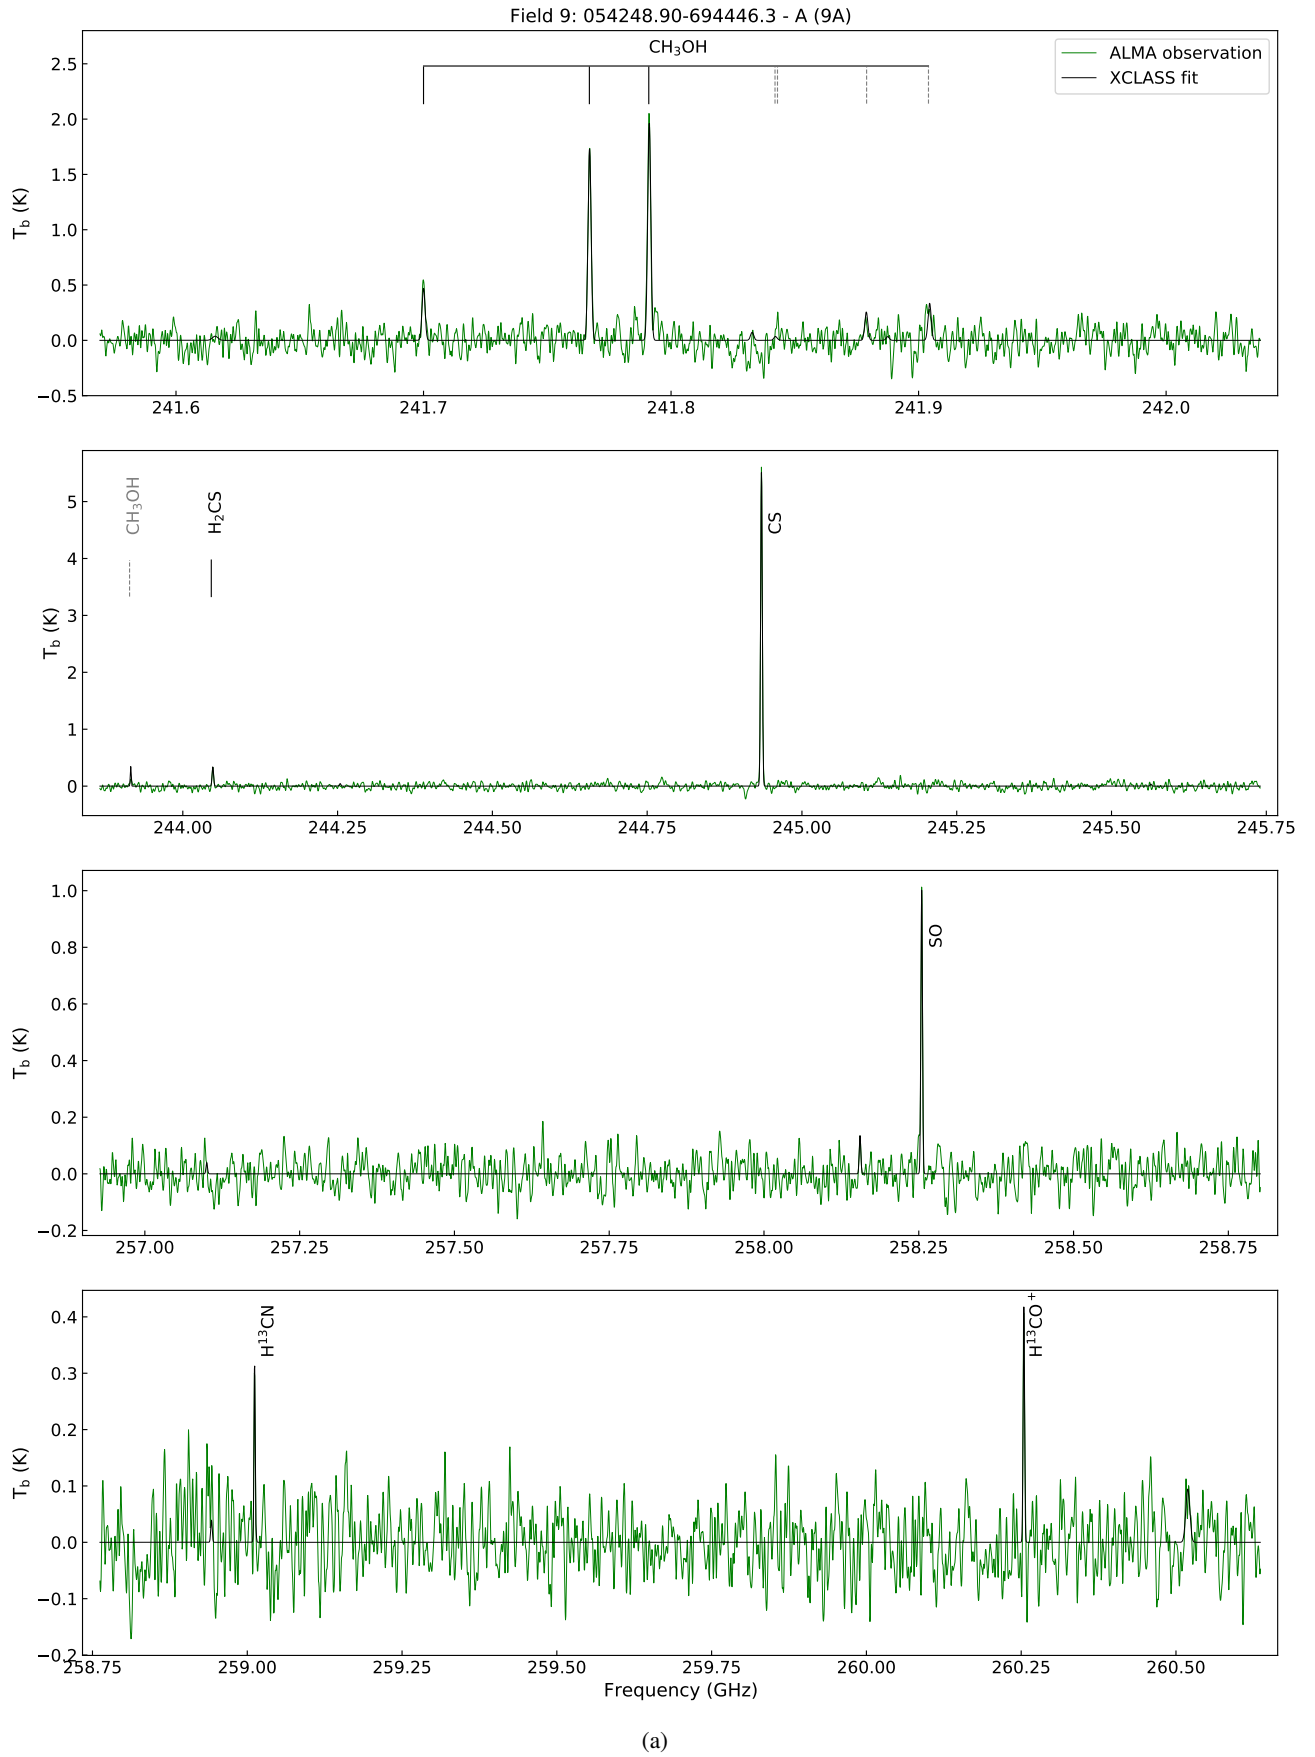 Field 9: 054248.90-694446.3 - A (9A)
CH₃OH
ALMA observation
XCLASS fit
T_b (K)
2.5
2.0
1.5
1.0
0.5
0.0
−0.5
241.6 241.7 241.8 241.9 242.0
CH₃OH
H₂CS
CS
T_b (K)
5
4
3
2
1
0
244.00 244.25 244.50 244.75 245.00 245.25 245.50 245.75
SO
T_b (K)
1.0
0.8
0.6
0.4
0.2
0.0
−0.2
257.00 257.25 257.50 257.75 258.00 258.25 258.50 258.75
H¹³CN
H¹³CO⁺
T_b (K)
0.4
0.3
0.2
0.1
0.0
−0.1
−0.2
258.75 259.00 259.25 259.50 259.75 260.00 260.25 260.50
Frequency (GHz)
(a)